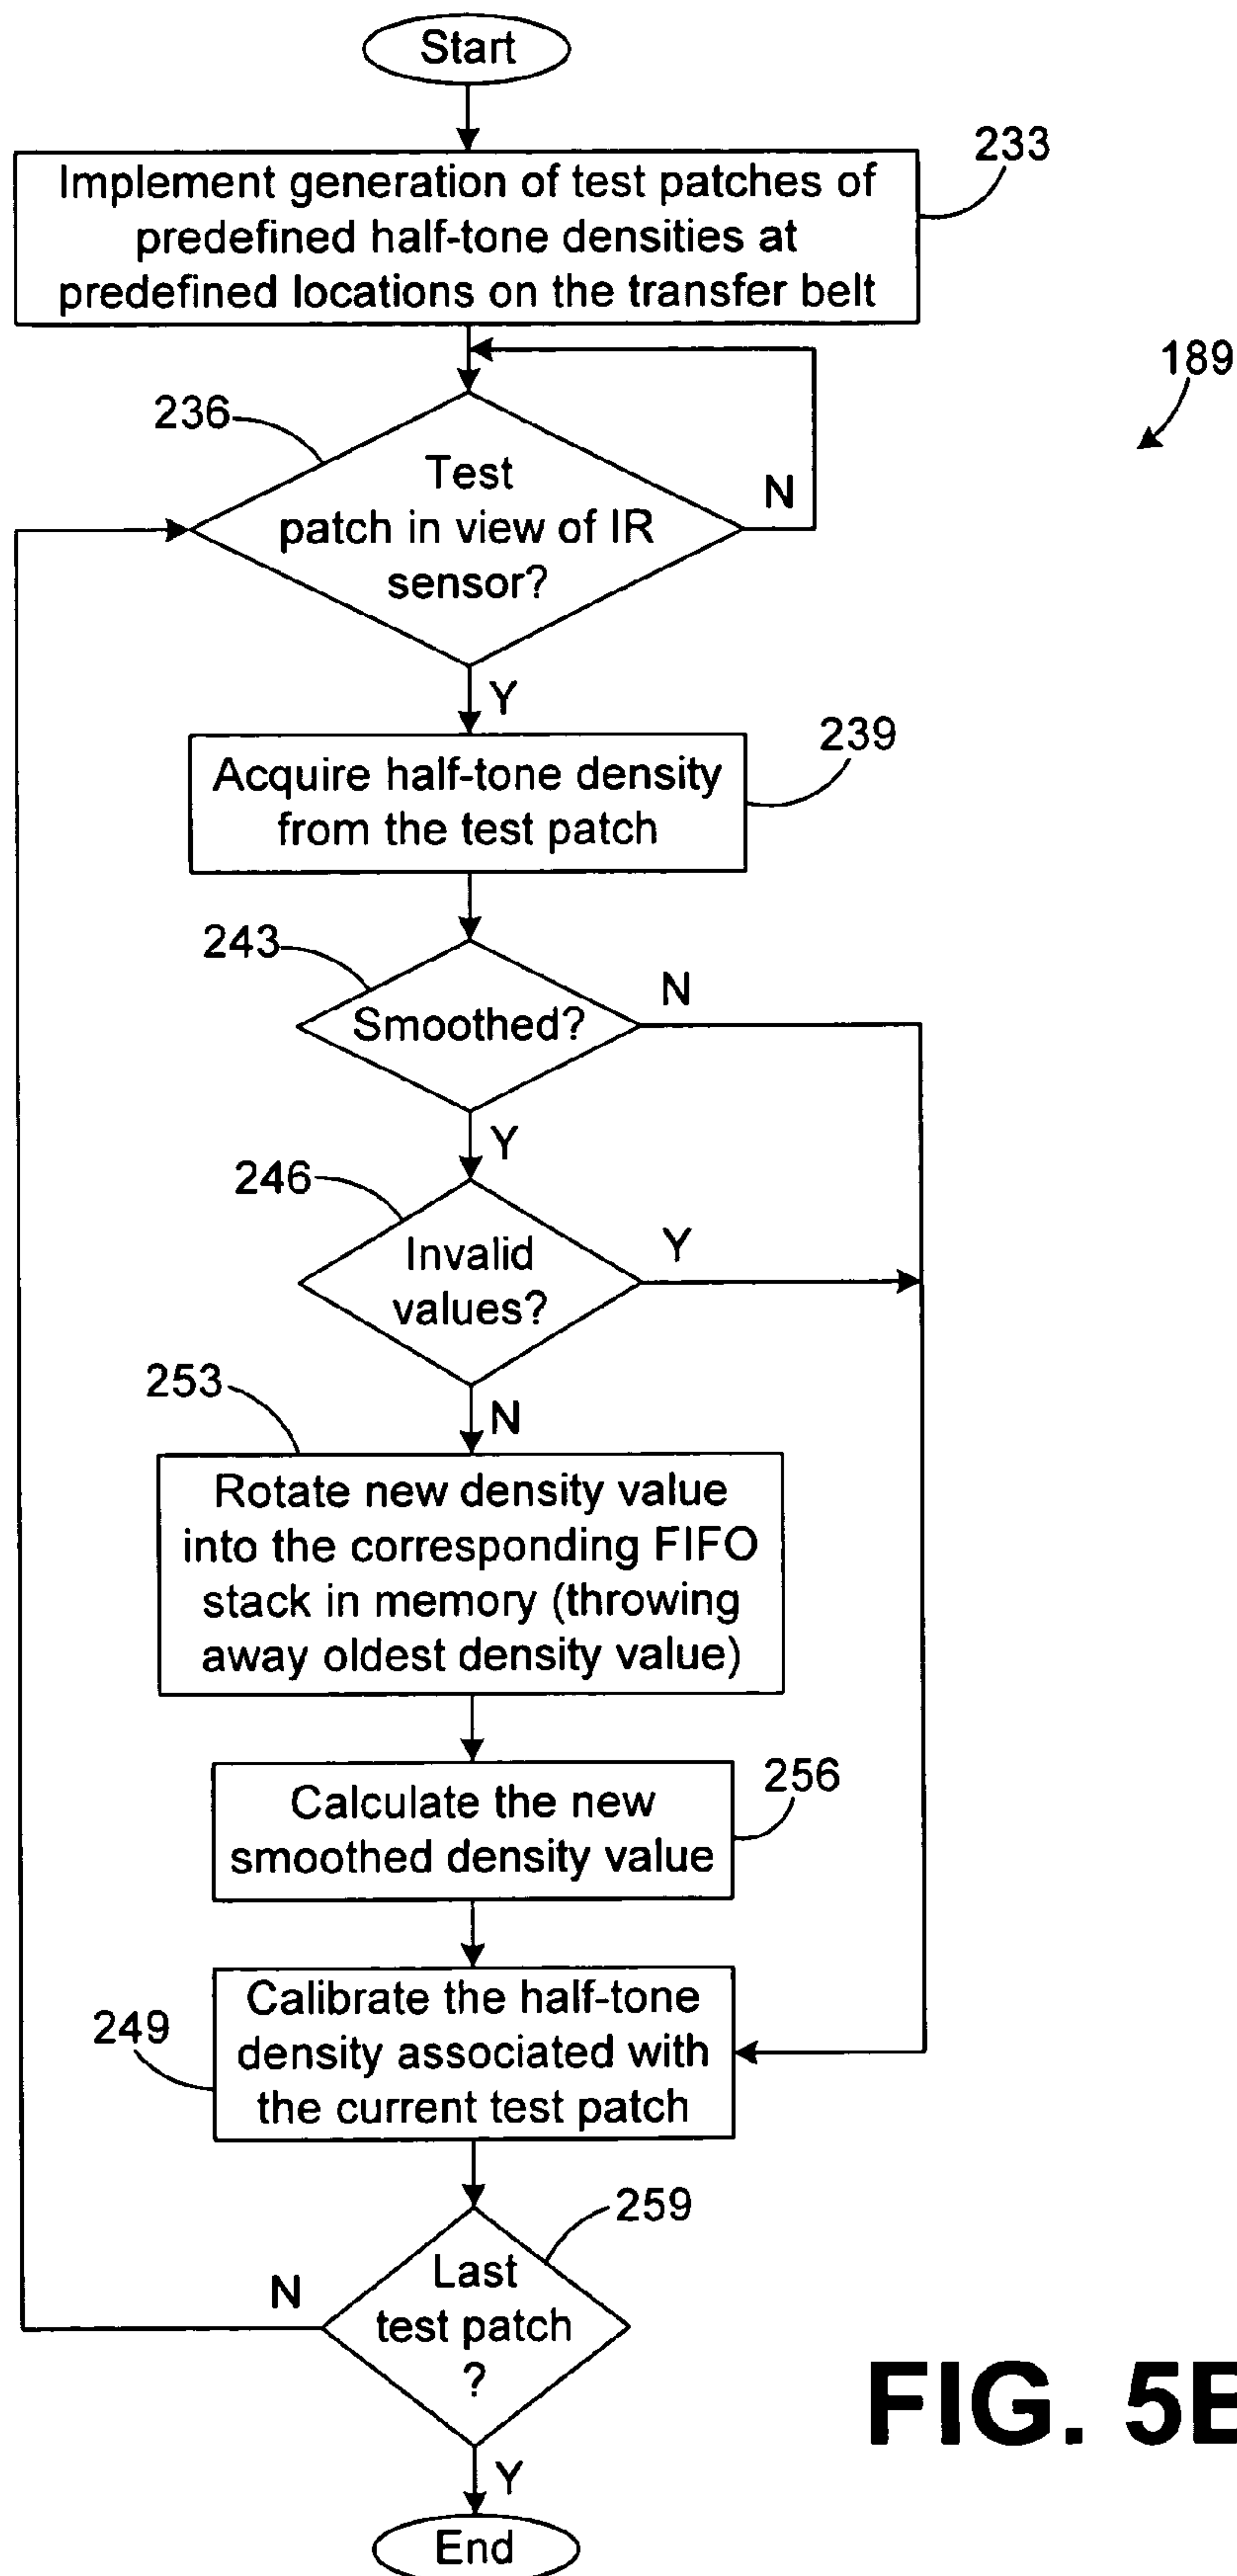 Start
233
Implement generation of test patches of
predefined half-tone densities at
predefined locations on the transfer belt
189
236
Test
patch in view of IR
sensor?
N
Y
239
Acquire half-tone density
from the test patch
243
Smoothed?
N
Y
246
Invalid
values?
Y
N
253
Rotate new density value
into the corresponding FIFO
stack in memory (throwing
away oldest density value)
256
Calculate the new
smoothed density value
249
Calibrate the half-tone
density associated with
the current test patch
259
Last
test patch
?
N
Y
End
FIG. 5B